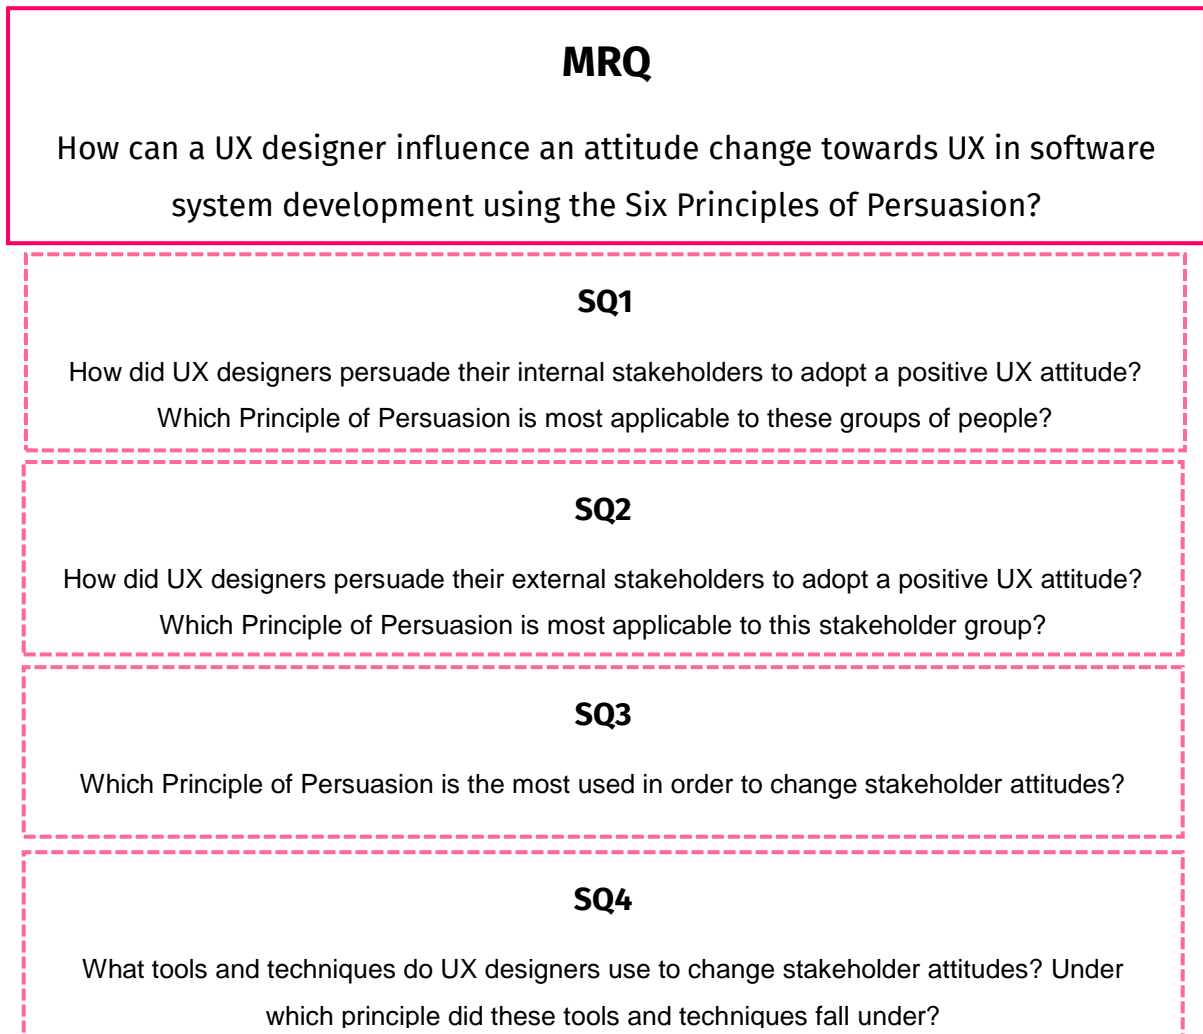 MRQ
How can a UX designer influence an attitude change towards UX in software
system development using the Six Principles of Persuasion?
SQ1
How did UX designers persuade their internal stakeholders to adopt a positive UX attitude?
Which Principle of Persuasion is most applicable to these groups of people?
SQ2
How did UX designers persuade their external stakeholders to adopt a positive UX attitude?
Which Principle of Persuasion is most applicable to this stakeholder group?
SQ3
Which Principle of Persuasion is the most used in order to change stakeholder attitudes?
SQ4
What tools and techniques do UX designers use to change stakeholder attitudes? Under
which principle did these tools and techniques fall under?